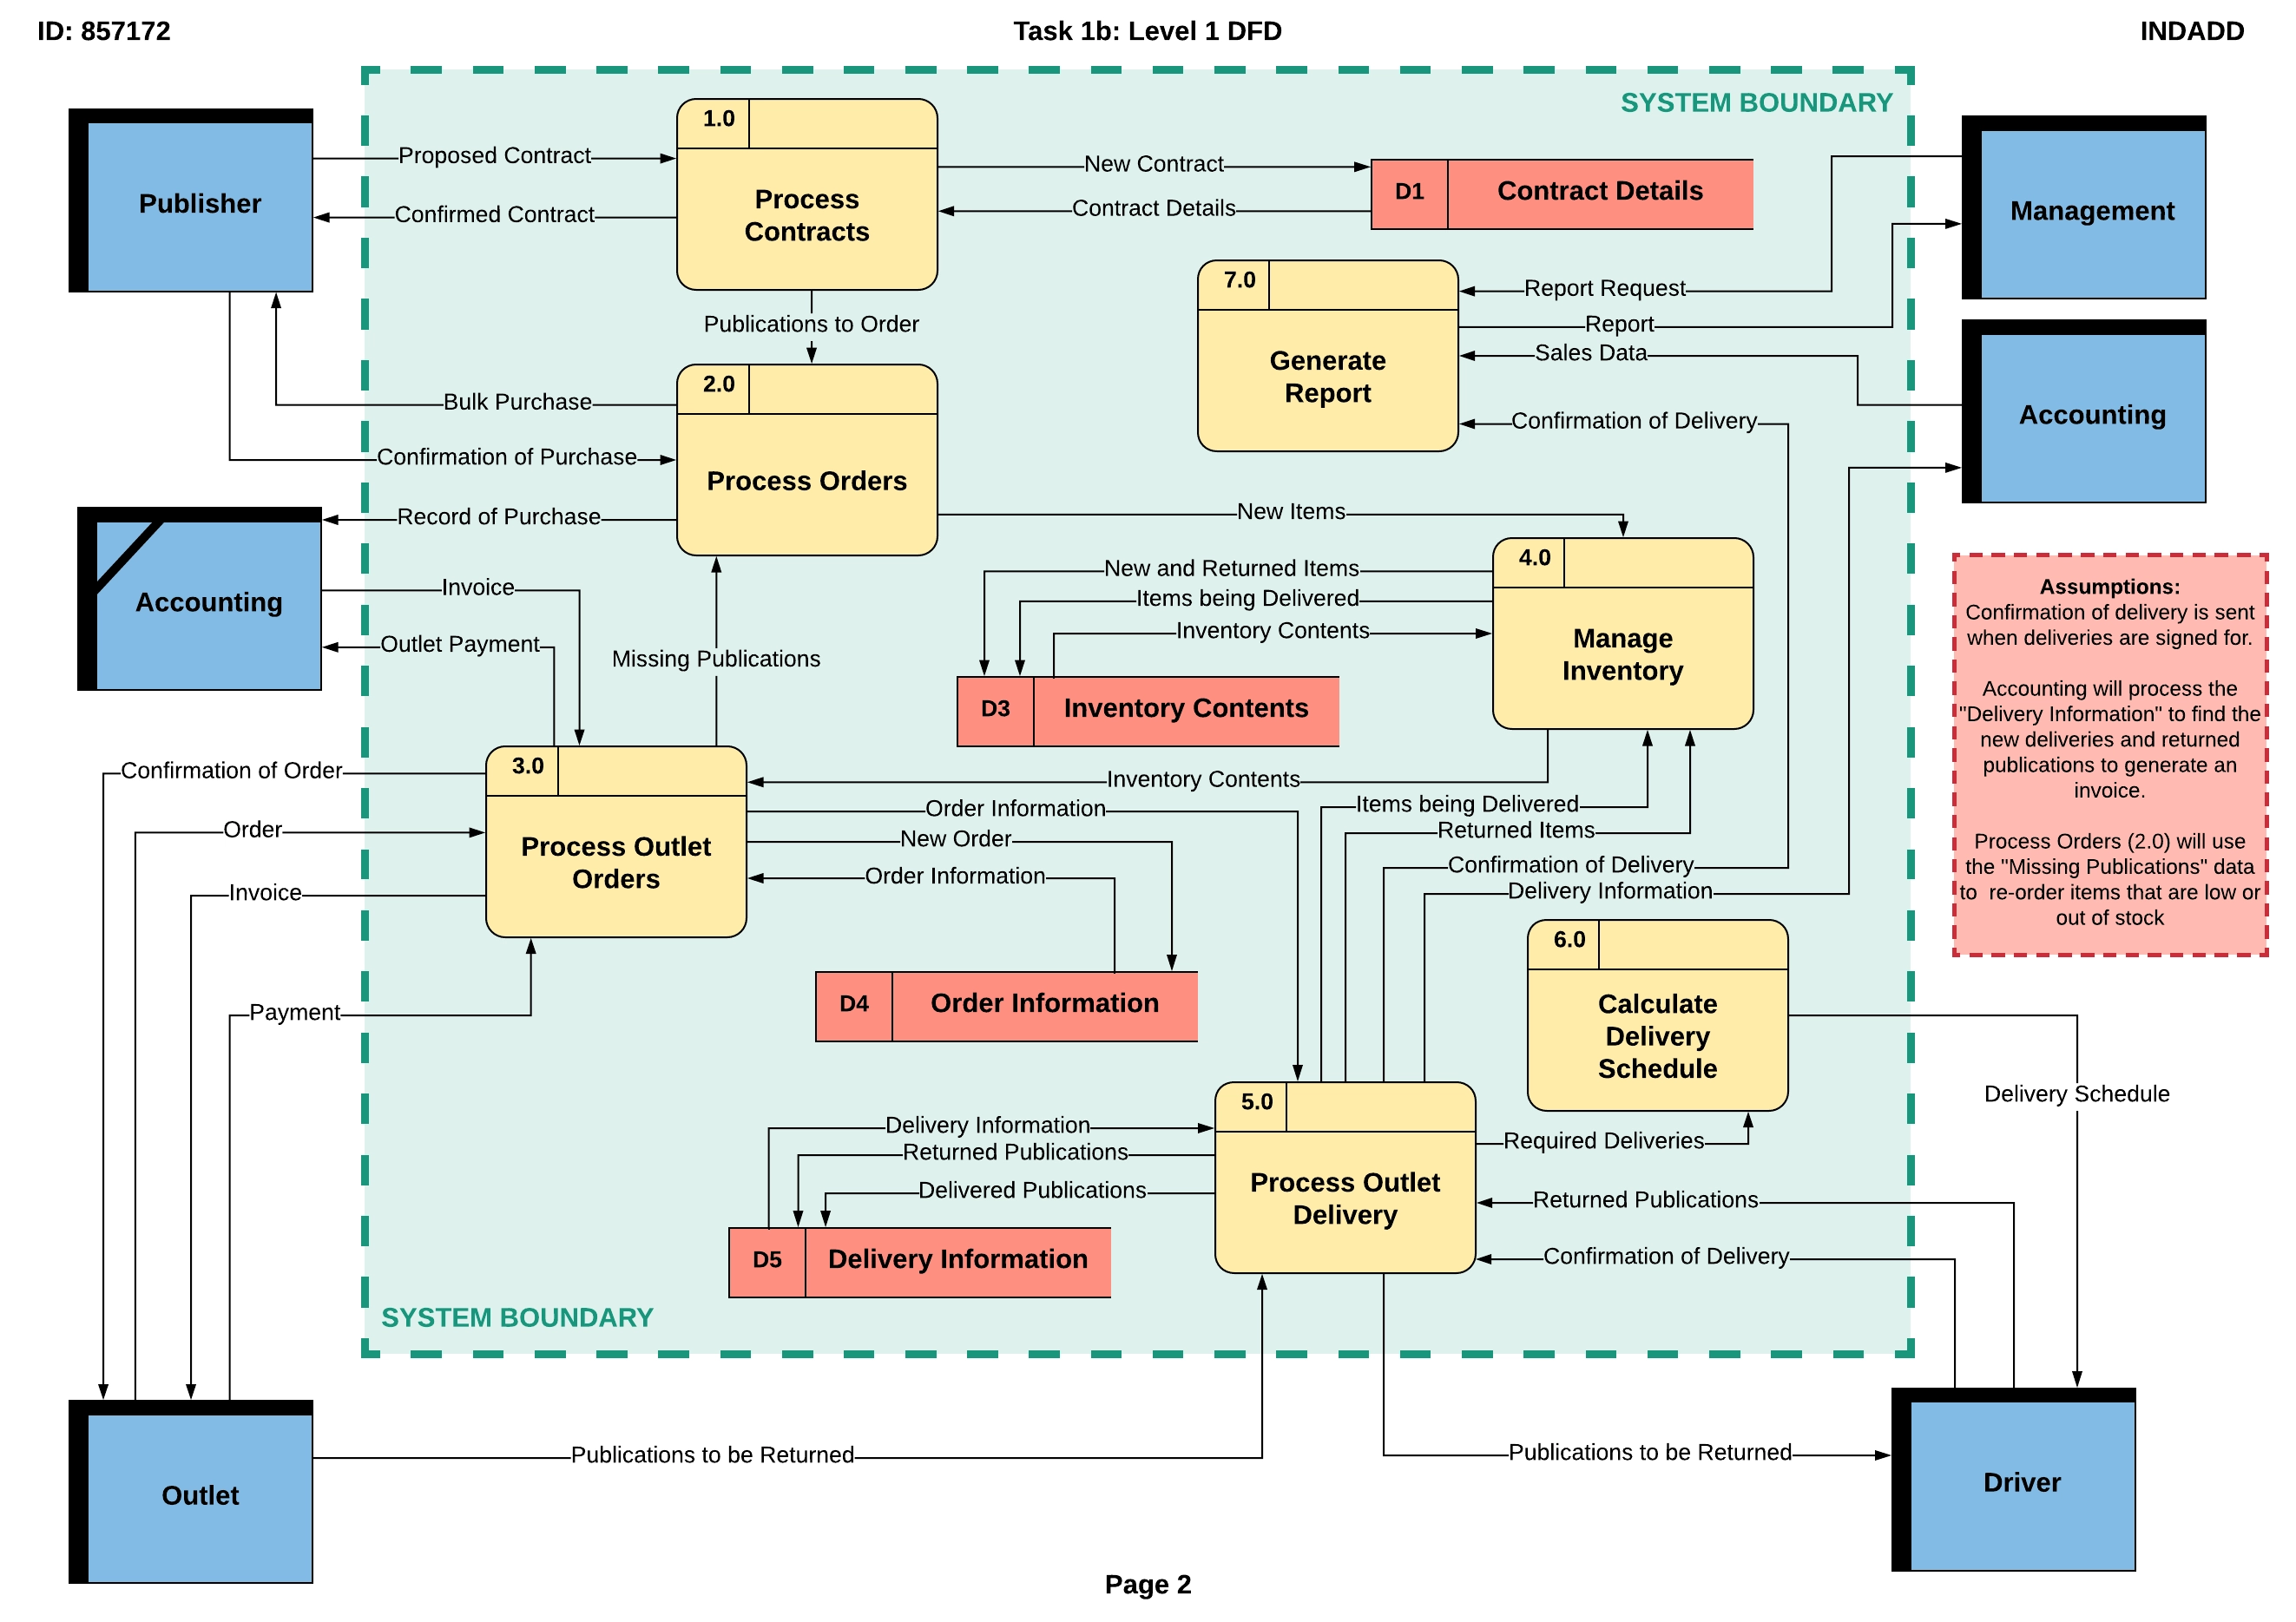 ID: 857172
Task 1b: Level 1 DFD
INDADD
SYSTEM BOUNDARY
Publisher
Proposed Contract
Confirmed Contract
1.0
Process
Contracts
New Contract
Contract Details
D1
Contract Details
Management
Publications to Order
7.0
Generate
Report
Report Request
Report
Sales Data
Confirmation of Delivery
Accounting
Bulk Purchase
Confirmation of Purchase
Record of Purchase
2.0
Process Orders
New Items
Accounting
Invoice
Outlet Payment
Missing Publications
New and Returned Items
Items being Delivered
Inventory Contents
D3
Inventory Contents
4.0
Manage
Inventory
Assumptions:
Confirmation of delivery is sent
when deliveries are signed for.
Accounting will process the
"Delivery Information" to find the
new deliveries and returned
publications to generate an
invoice.
Process Orders (2.0) will use
the "Missing Publications" data
to  re-order items that are low or
out of stock
Confirmation of Order
Order
Invoice
Payment
3.0
Process Outlet
Orders
Inventory Contents
Order Information
New Order
Order Information
Items being Delivered
Returned Items
Confirmation of Delivery
Delivery Information
D4
Order Information
6.0
Calculate
Delivery
Schedule
Delivery Schedule
5.0
Process Outlet
Delivery
Delivery Information
Returned Publications
Delivered Publications
Required Deliveries
Returned Publications
Confirmation of Delivery
D5
Delivery Information
SYSTEM BOUNDARY
Outlet
Publications to be Returned
Publications to be Returned
Driver
Page 2